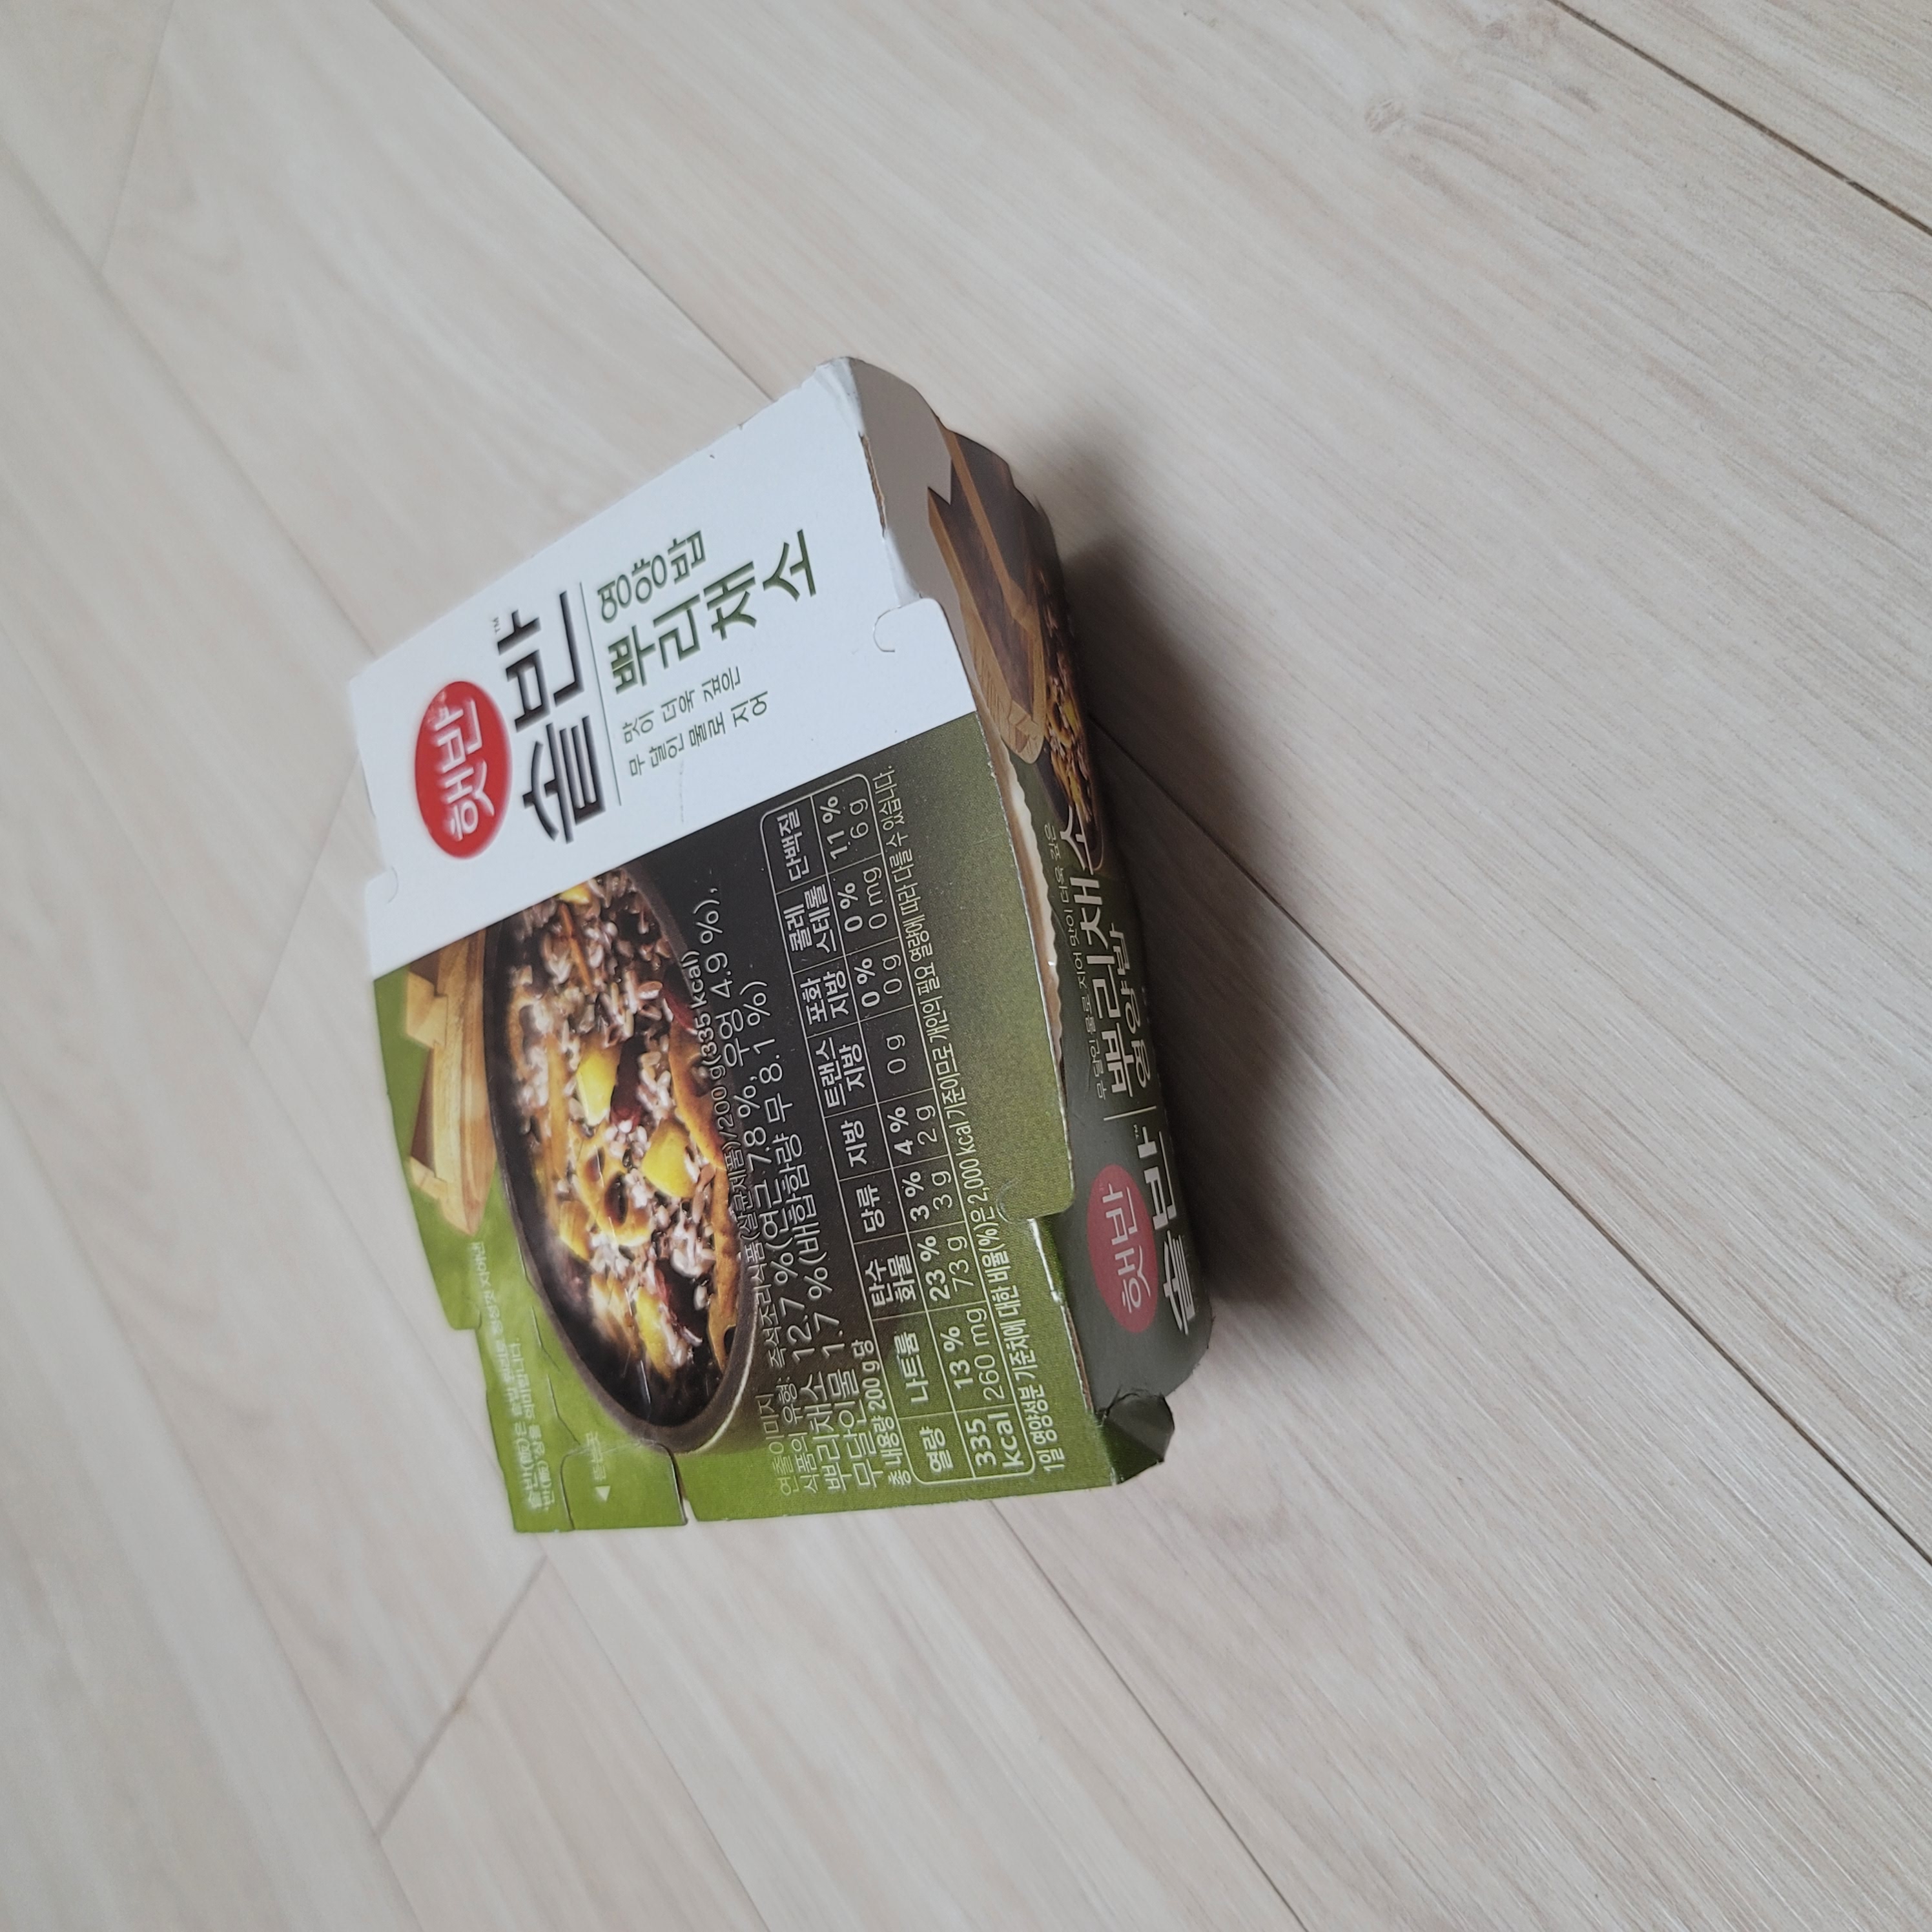 솥반(飯)은 솥밥 원리로 정성껏 지어낸
'반(飯)'상을 의미합니다.
◀ 뜯는곳
연출이미지
식품의 유형: 즉석조리식품(살균제품)/200 g(335 kcal)
뿌리채소 12.7 %(연근 7.8 %, 우엉 4.9 %),
무달인물 1.7 %(배합함량 무 8.1 %)
총 내용량 200 g 당
열량 나트륨 탄수화물 당류 지방 트랜스지방 포화지방 콜레스테롤 단백질
335 kcal 13 % 260 mg 23 % 73 g 3 % 3 g 4 % 2 g 0 g 0 % 0 g 0 % 0 mg 11 % 6 g
1일 영양성분 기준치에 대한 비율(%)은 2,000 kcal 기준이므로 개인의 필요 열량에 따라 다를 수 있습니다.
햇반
솥반™
무 달인 물로 지어
맛이 더욱 깊은
뿌리채소
영양밥
햇반
솥반™
무 달인 물로 지어 맛이 더욱 깊은
뿌리채소
영양밥